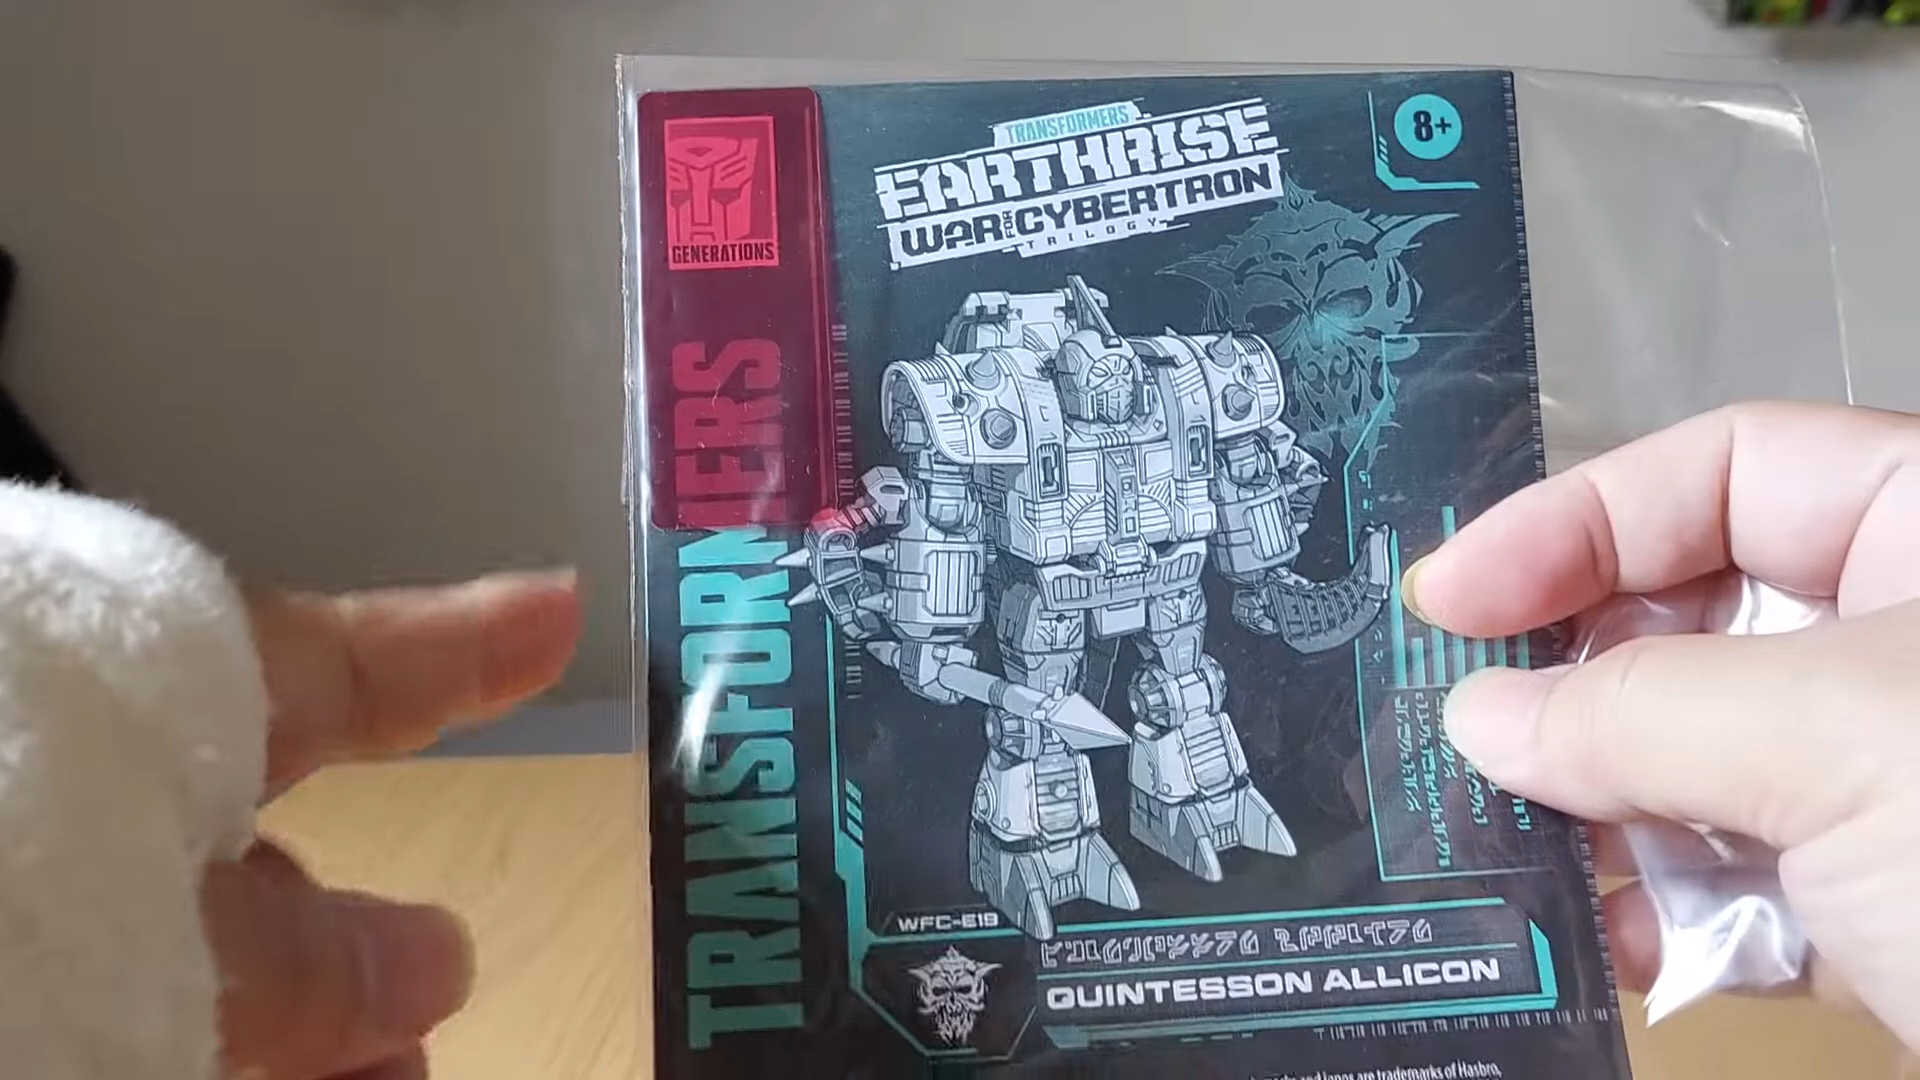 TRANSFORMERS
EARTHRISE
WAR FOR CYBERTRON
TRILOGY
8+
GENERATIONS
TRANSFORMERS
WFC-E19
QUINTESSON ALLICON
are trademarks of Hasbro,